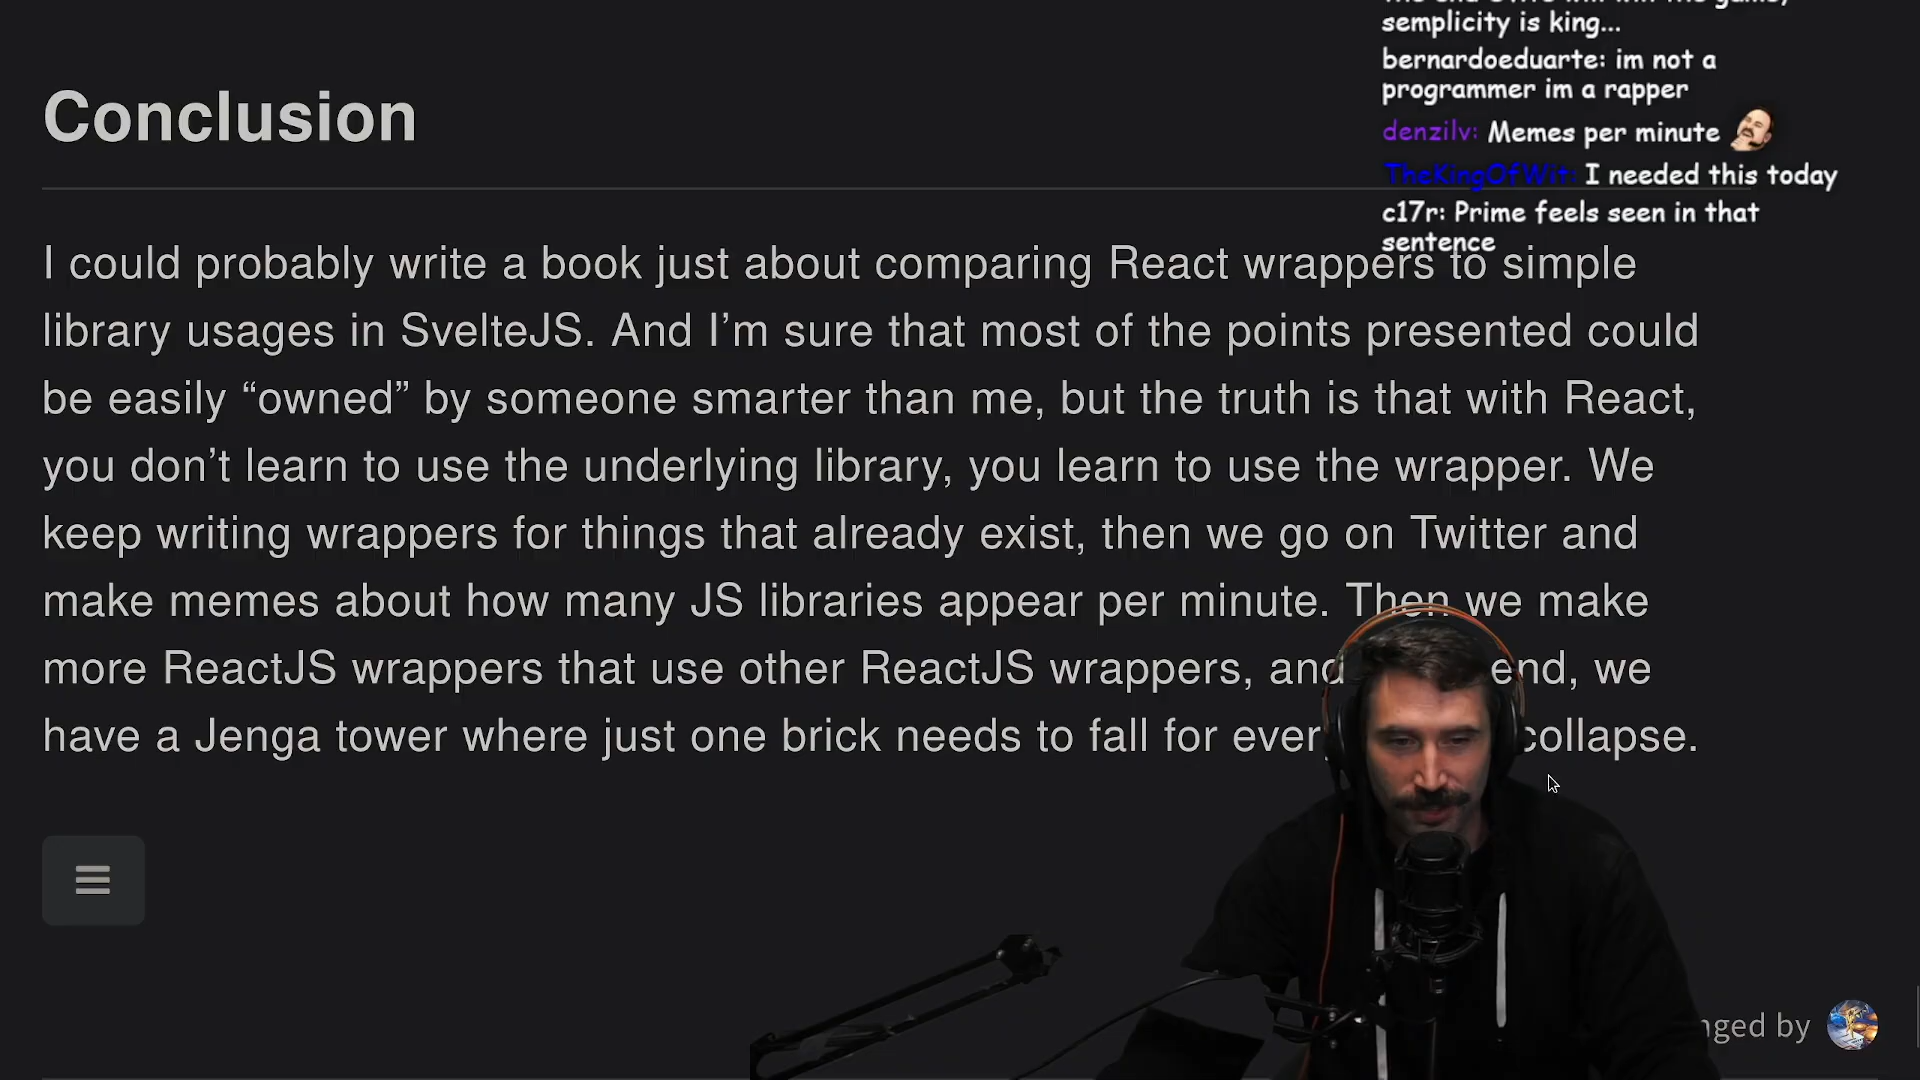 semplicity is king...
bernardoeduarte: im not a
programmer im a rapper
denzilv: Memes per minute
TheKingOfWit: I needed this today
c17r: Prime feels seen in that
sentence
Conclusion
I could probably write a book just about comparing React wrappers to simple
library usages in SvelteJS. And I’m sure that most of the points presented could
be easily “owned” by someone smarter than me, but the truth is that with React,
you don’t learn to use the underlying library, you learn to use the wrapper. We
keep writing wrappers for things that already exist, then we go on Twitter and
make memes about how many JS libraries appear per minute. Then we make
more ReactJS wrappers that use other ReactJS wrappers, and end, we
have a Jenga tower where just one brick needs to fall for collapse.
by